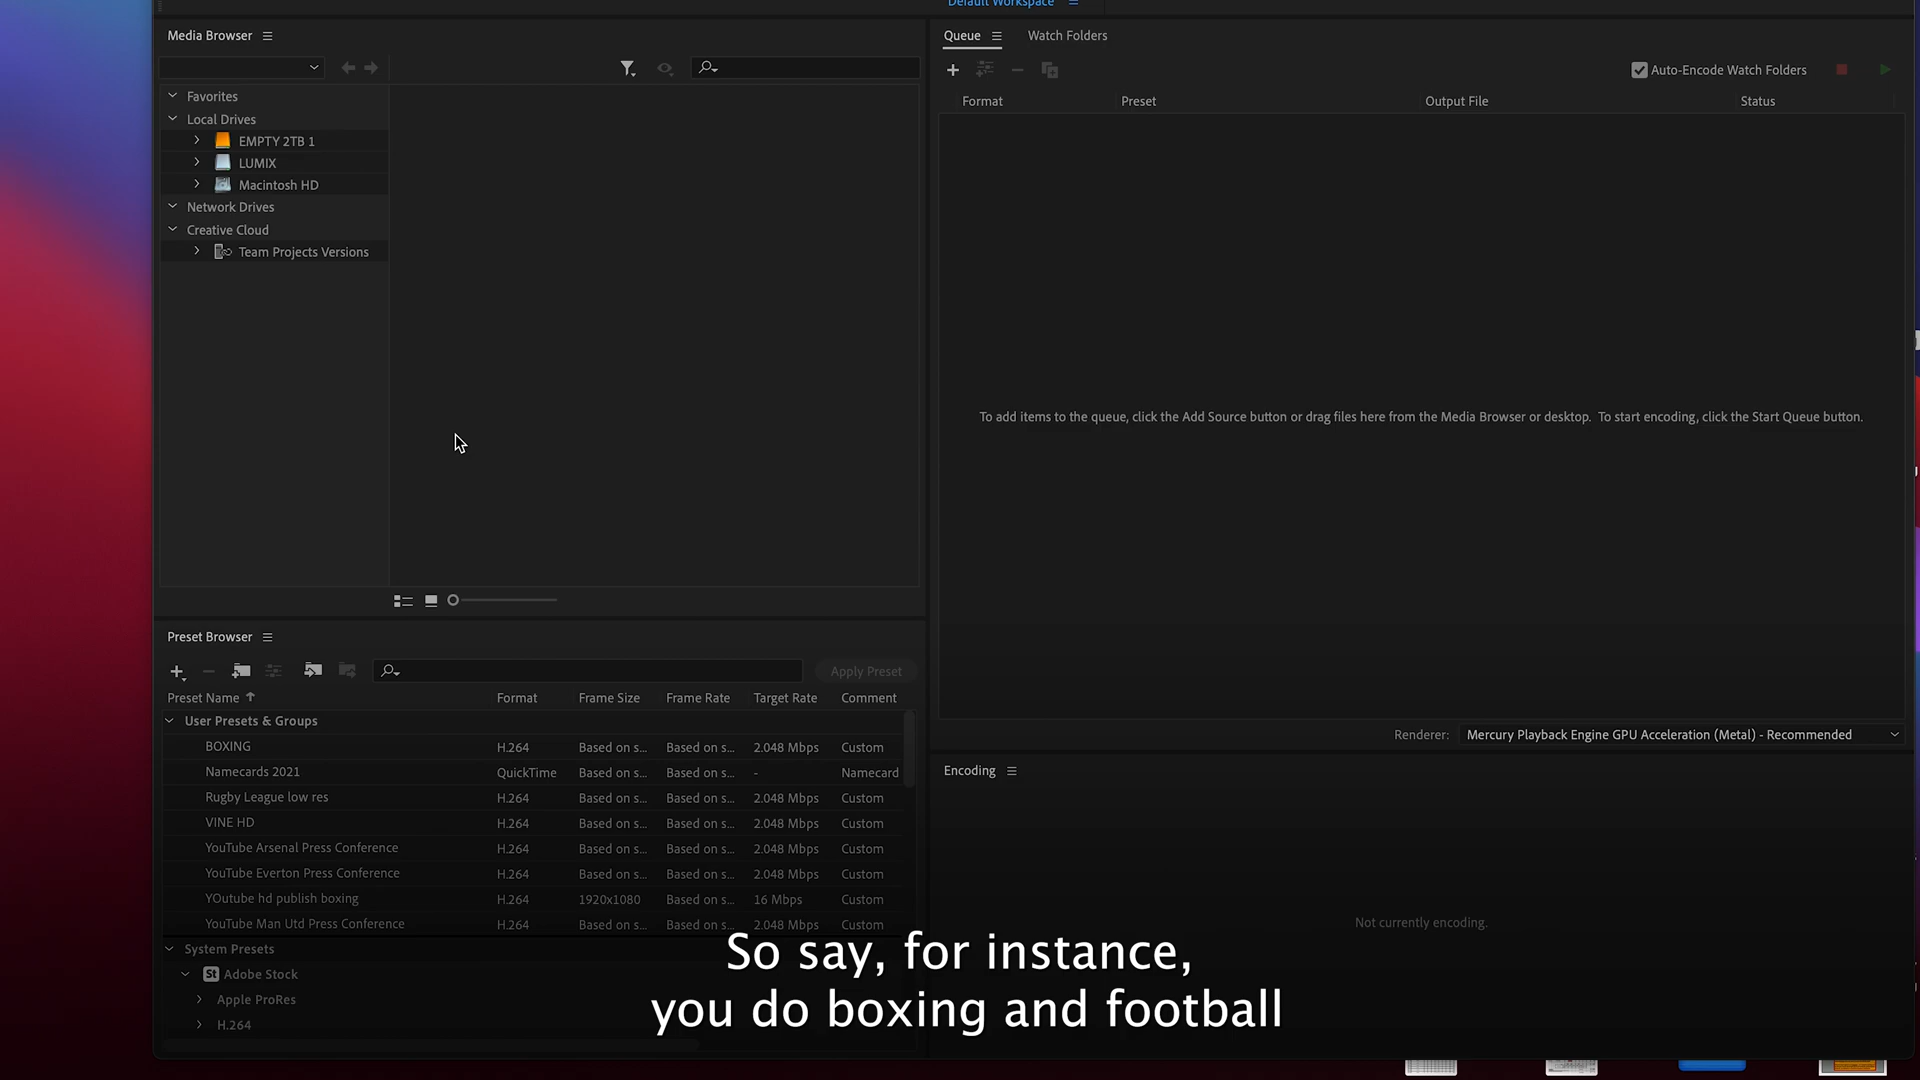 Default Workspace
Media Browser
Queue
Watch Folders
Auto-Encode Watch Folders
Favorites
Local Drives
EMPTY 2TB 1
LUMIX
Macintosh HD
Network Drives
Creative Cloud
Team Projects Versions
Format Preset Output File Status
To add items to the queue, click the Add Source button or drag files here from the Media Browser or desktop. To start encoding, click the Start Queue button.
Renderer: Mercury Playback Engine GPU Acceleration (Metal) - Recommended
Preset Browser
Apply Preset
Preset Name Format Frame Size Frame Rate Target Rate Comment
User Presets & Groups
BOXING H.264 Based on s... Based on s... 2.048 Mbps Custom
Namecards 2021 QuickTime Based on s... Based on s... - Namecard
Rugby League low res H.264 Based on s... Based on s... 2.048 Mbps Custom
VINE HD H.264 Based on s... Based on s... 2.048 Mbps Custom
YouTube Arsenal Press Conference H.264 Based on s... Based on s... 2.048 Mbps Custom
YouTube Everton Press Conference H.264 Based on s... Based on s... 2.048 Mbps Custom
YOutube hd publish boxing H.264 1920x1080 Based on s... 16 Mbps Custom
YouTube Man Utd Press Conference H.264 Based on s... Based on s... 2.048 Mbps Custom
System Presets
St Adobe Stock
Apple ProRes
H.264
Encoding
Not currently encoding.
So say, for instance,
you do boxing and football